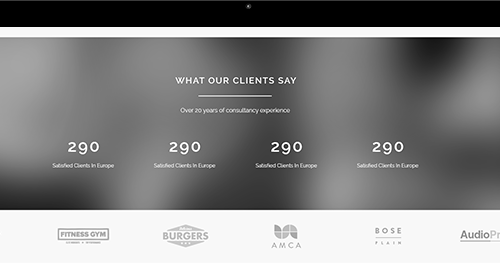 WHAT OUR CLIENTS SAY
Over 20 years of consultancy experience
290 290 290 290
Satisfied Clients In Europe Satisfied Clients In Europe Satisfied Clients In Europe Satisfied Clients In Europe
FITNESS GYM
BURGERS
AMCA
BOSE
PLAIN
AudioPr